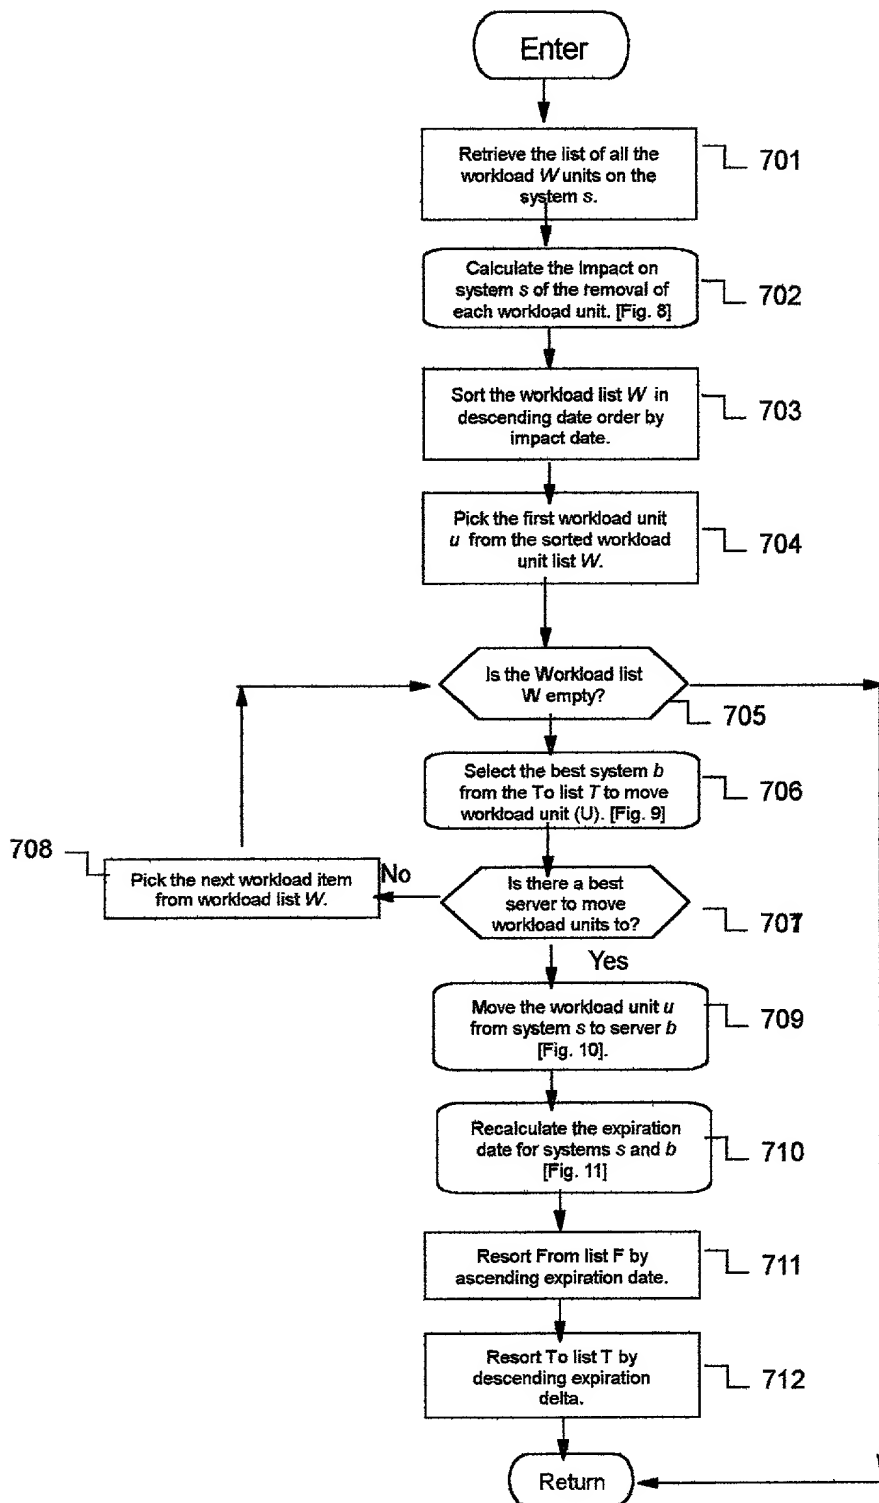 Enter
Retrieve the list of all the
workload W units on the
system s.
701
Calculate the Impact on
system s of the removal of
each workload unit. [Fig. 8]
702
Sort the workload list W in
descending date order by
impact date.
703
Pick the first workload unit
u from the sorted workload
unit list W.
704
Is the Workload list
W empty?
705
Select the best system b
from the To list T to move
workload unit (U). [Fig. 9]
706
708
Pick the next workload item
from workload list W.
No
Is there a best
server to move
workload units to?
707
Yes
Move the workload unit u
from system s to server b
[Fig. 10].
709
Recalculate the expiration
date for systems s and b
[Fig. 11]
710
Resort From list F by
ascending expiration date.
711
Resort To list T by
descending expiration
delta.
712
Return